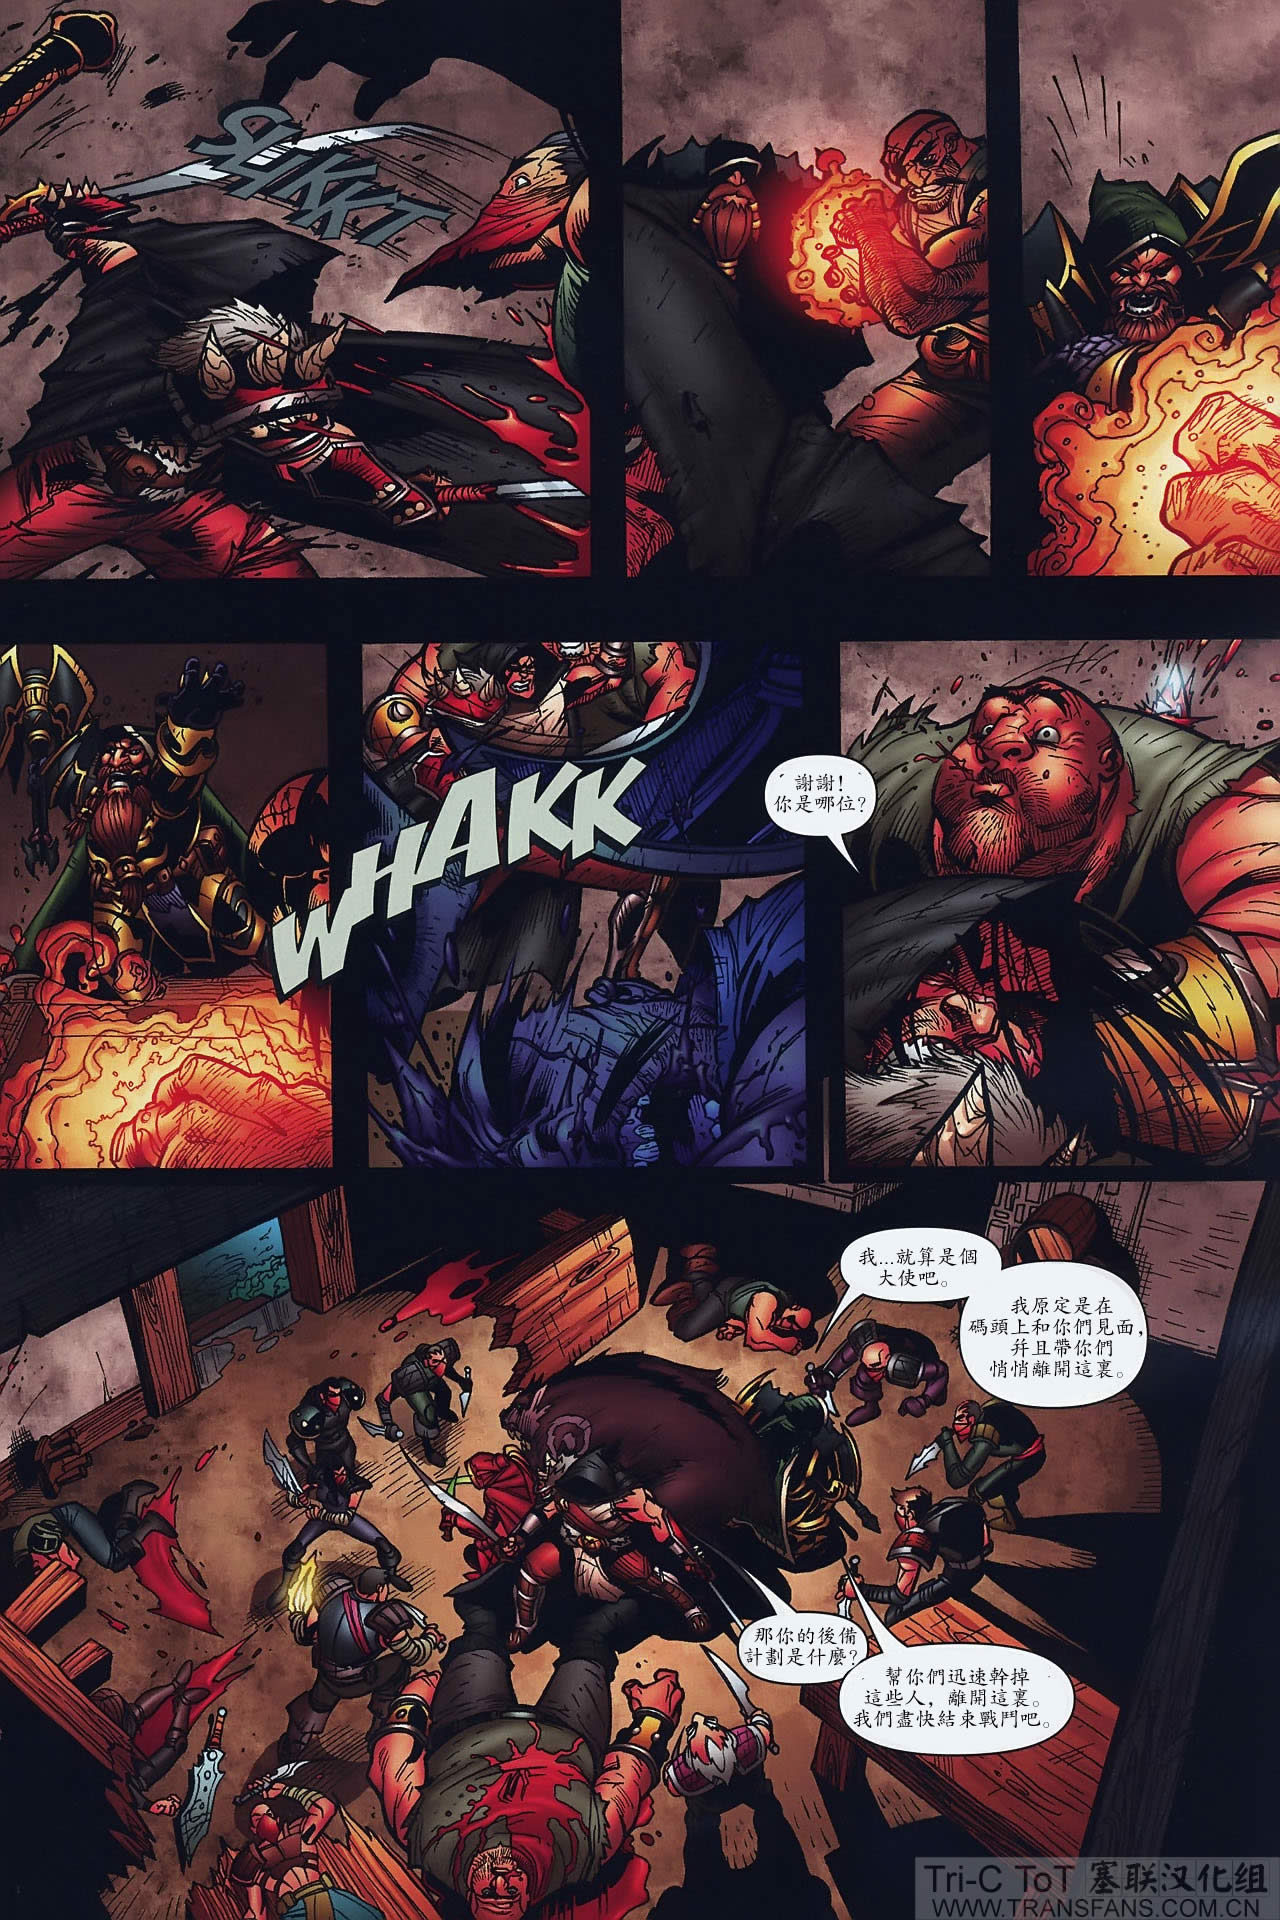 SLIKKT
WHAKK
謝謝!
你是哪位?
我...就算是個
大使吧。
我原定是在
碼頭上和你們見面,
幷且帶你們
悄悄離開這裏。
那你的後備
計劃是什麼?
幫你們迅速幹掉
這些人，離開這裏。
我們盡快結束戰鬥吧。
Tri-C ToT 塞联汉化组
WWW.TRANSFANS.COM.CN